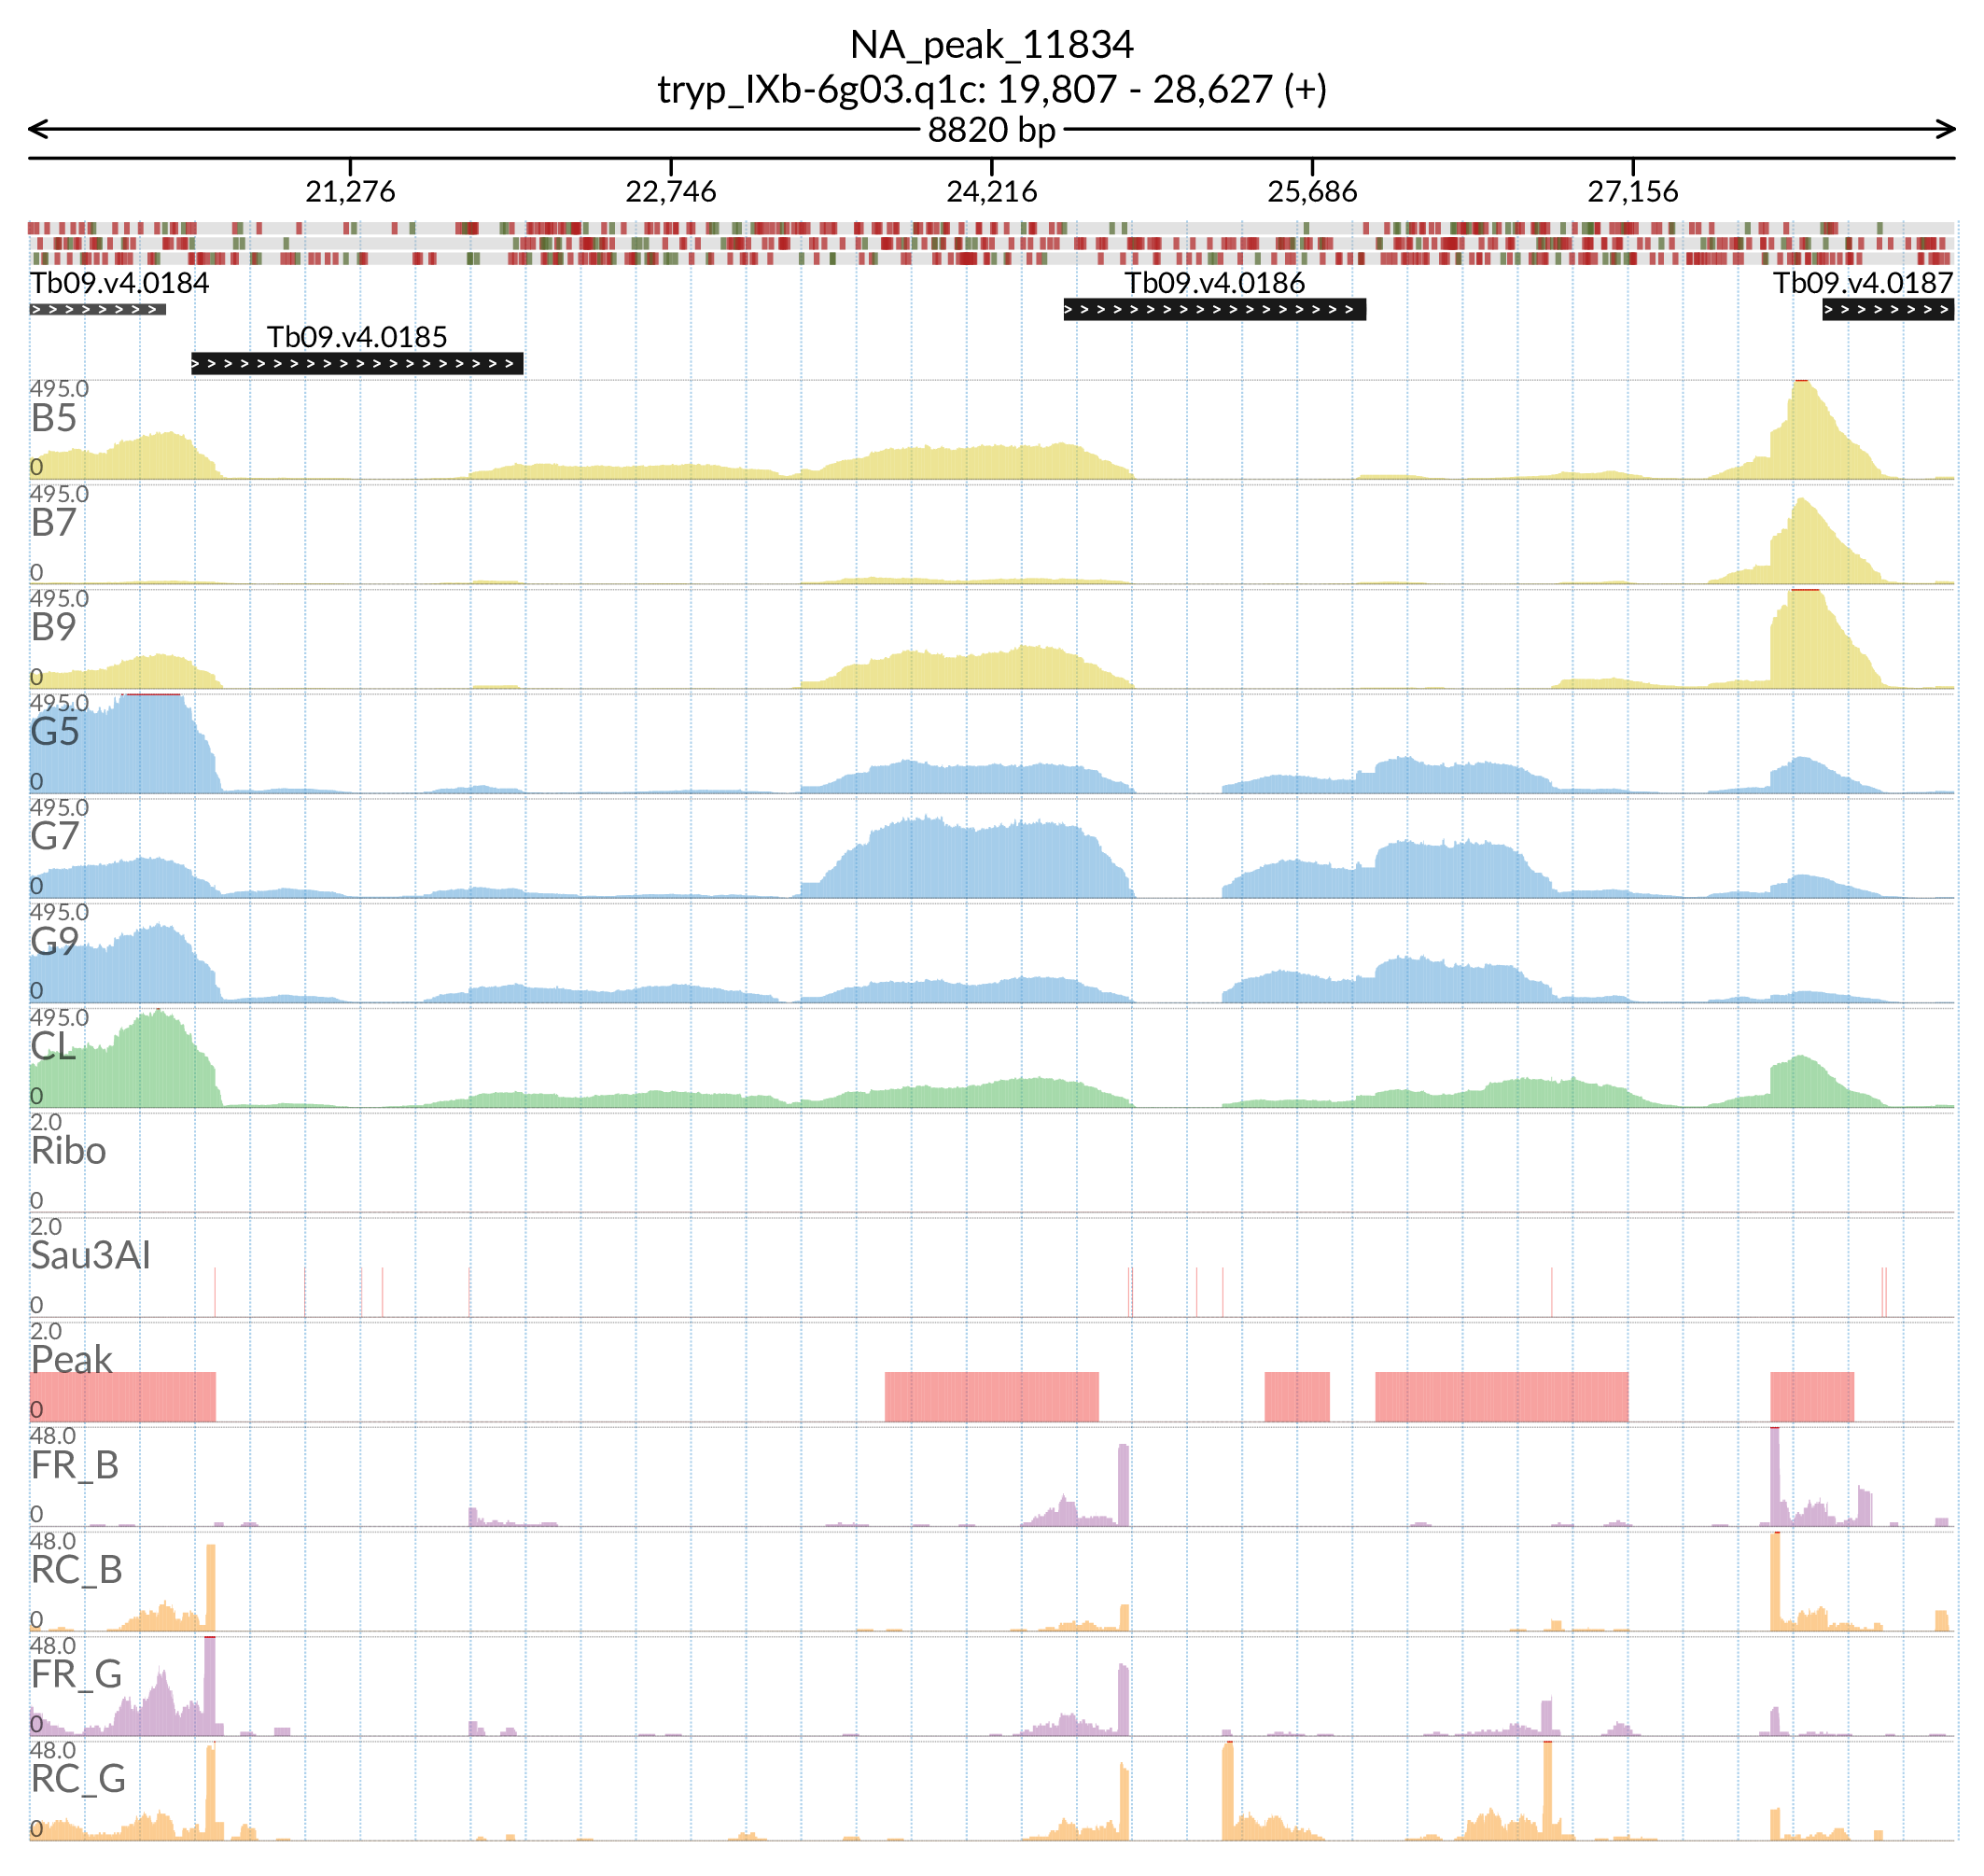 NA_peak_11834
tryp_IXb-6g03.q1c: 19,807 - 28,627 (+)
8820 bp
21,276 22,746 24,216 25,686 27,156
Tb09.v4.0184 Tb09.v4.0186 Tb09.v4.0187
Tb09.v4.0185
495.0
B5
0
495.0
B7
0
495.0
B9
0
495.0
G5
0
495.0
G7
0
495.0
G9
0
495.0
CL
0
2.0
Ribo
0
2.0
Sau3AI
0
2.0
Peak
0
48.0
FR_B
0
48.0
RC_B
0
48.0
FR_G
0
48.0
RC_G
0